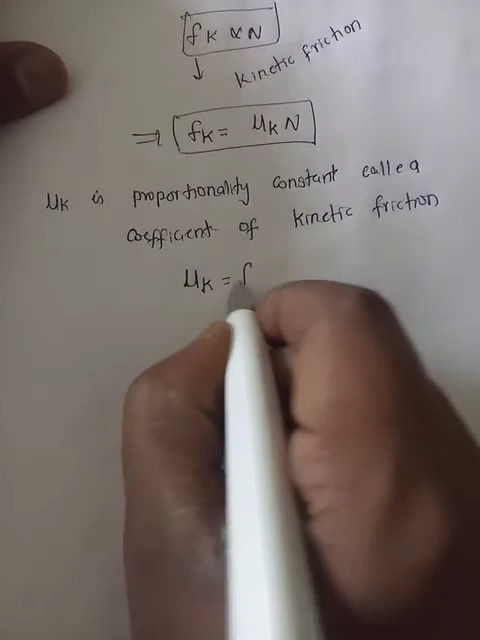 fK ∝ N
↓ Kinetic friction
⇒ fK = μK N
μK is proportionality constant called
coefficient of kinetic friction
μK = f